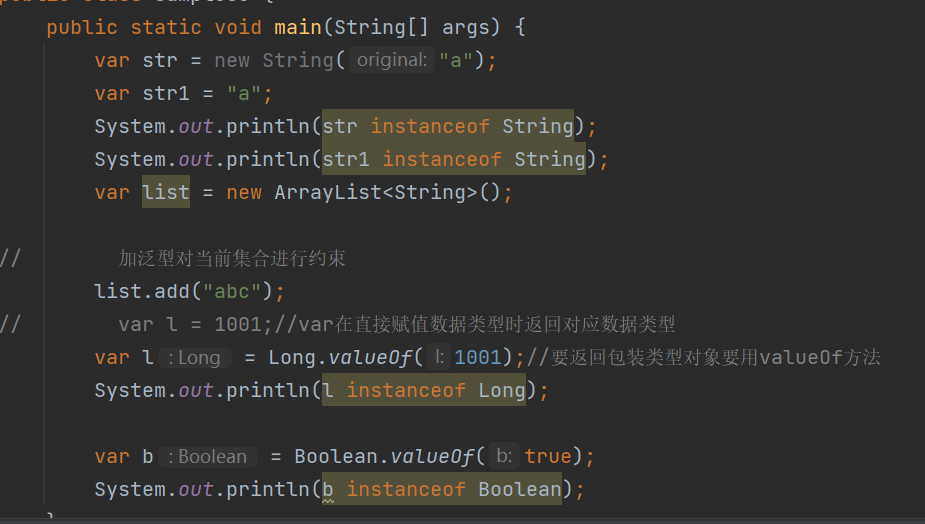 public static void main(String[] args) {
var str = new String( original: "a");
var str1 = "a";
System.out.println(str instanceof String);
System.out.println(str1 instanceof String);
var list = new ArrayList<String>();
// 加泛型对当前集合进行约束
list.add("abc");
// var l = 1001;//var在直接赋值数据类型时返回对应数据类型
var l : Long = Long.valueOf( l: 1001);//要返回包装类型对象要用valueOf方法
System.out.println(l instanceof Long);
var b : Boolean = Boolean.valueOf( b: true);
System.out.println(b instanceof Boolean);